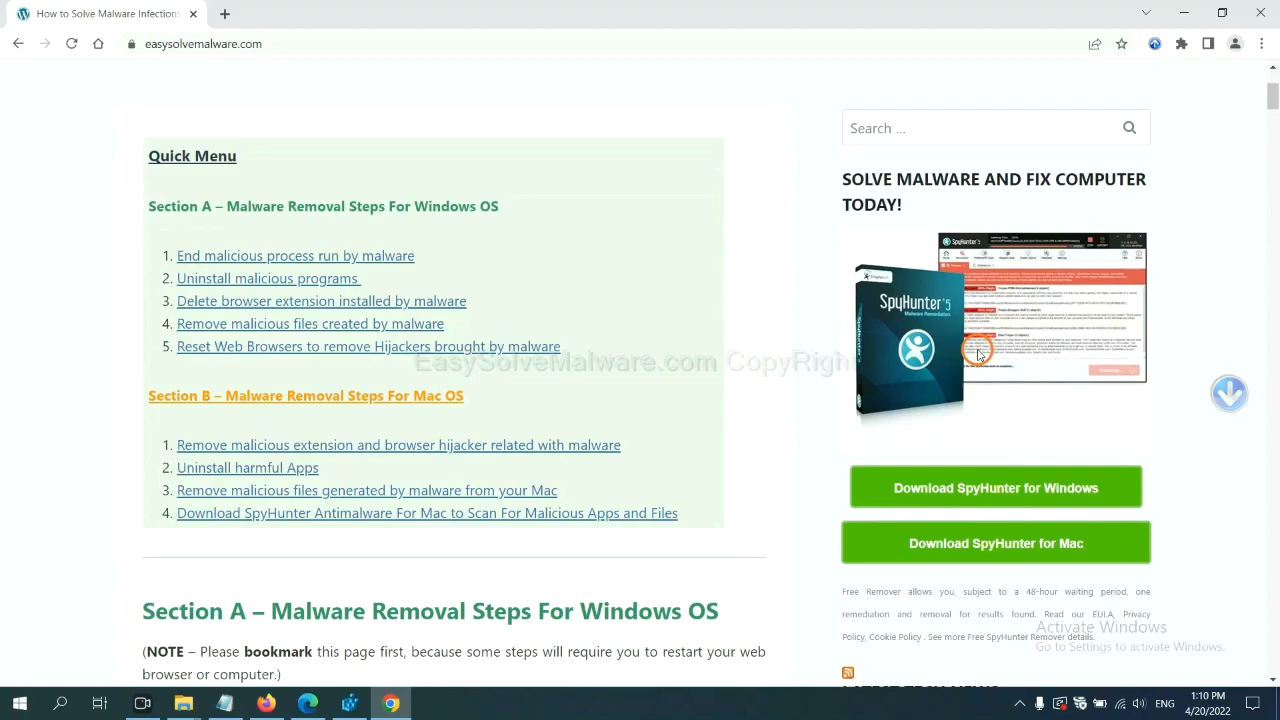 How to Solve Malware Infections
easysolvemalware.com
Search ...
Quick Menu
SOLVE MALWARE AND FIX COMPUTER
TODAY!
Section A – Malware Removal Steps For Windows OS
1. End malicious process run by malware
2. Uninstall malicious programs
3. Delete browser extension installed by malware
4. Remove malicious files created by malware
5. Reset Web Browser to remove Hijackers brought by malware
Section B – Malware Removal Steps For Mac OS
1. Remove malicious extension and browser hijacker related with malware
2. Uninstall harmful Apps
3. Remove malicious files generated by malware from your Mac
4. Download SpyHunter Antimalware For Mac to Scan For Malicious Apps and Files
SpyHunter 5
SpyHunter 5
Malware Remediation
Download SpyHunter for Windows
Download SpyHunter for Mac
Free Remover allows you, subject to a 48-hour waiting period, one
remediation and removal for results found. Read our EULA, Privacy
Policy, Cookie Policy . See more Free SpyHunter Remover details.
Section A – Malware Removal Steps For Windows OS
(NOTE – Please bookmark this page first, because some steps will require you to restart your web
browser or computer.)
Activate Windows
Go to Settings to activate Windows.
LATEST TECH NEWS
1:10 PM
4/20/2022